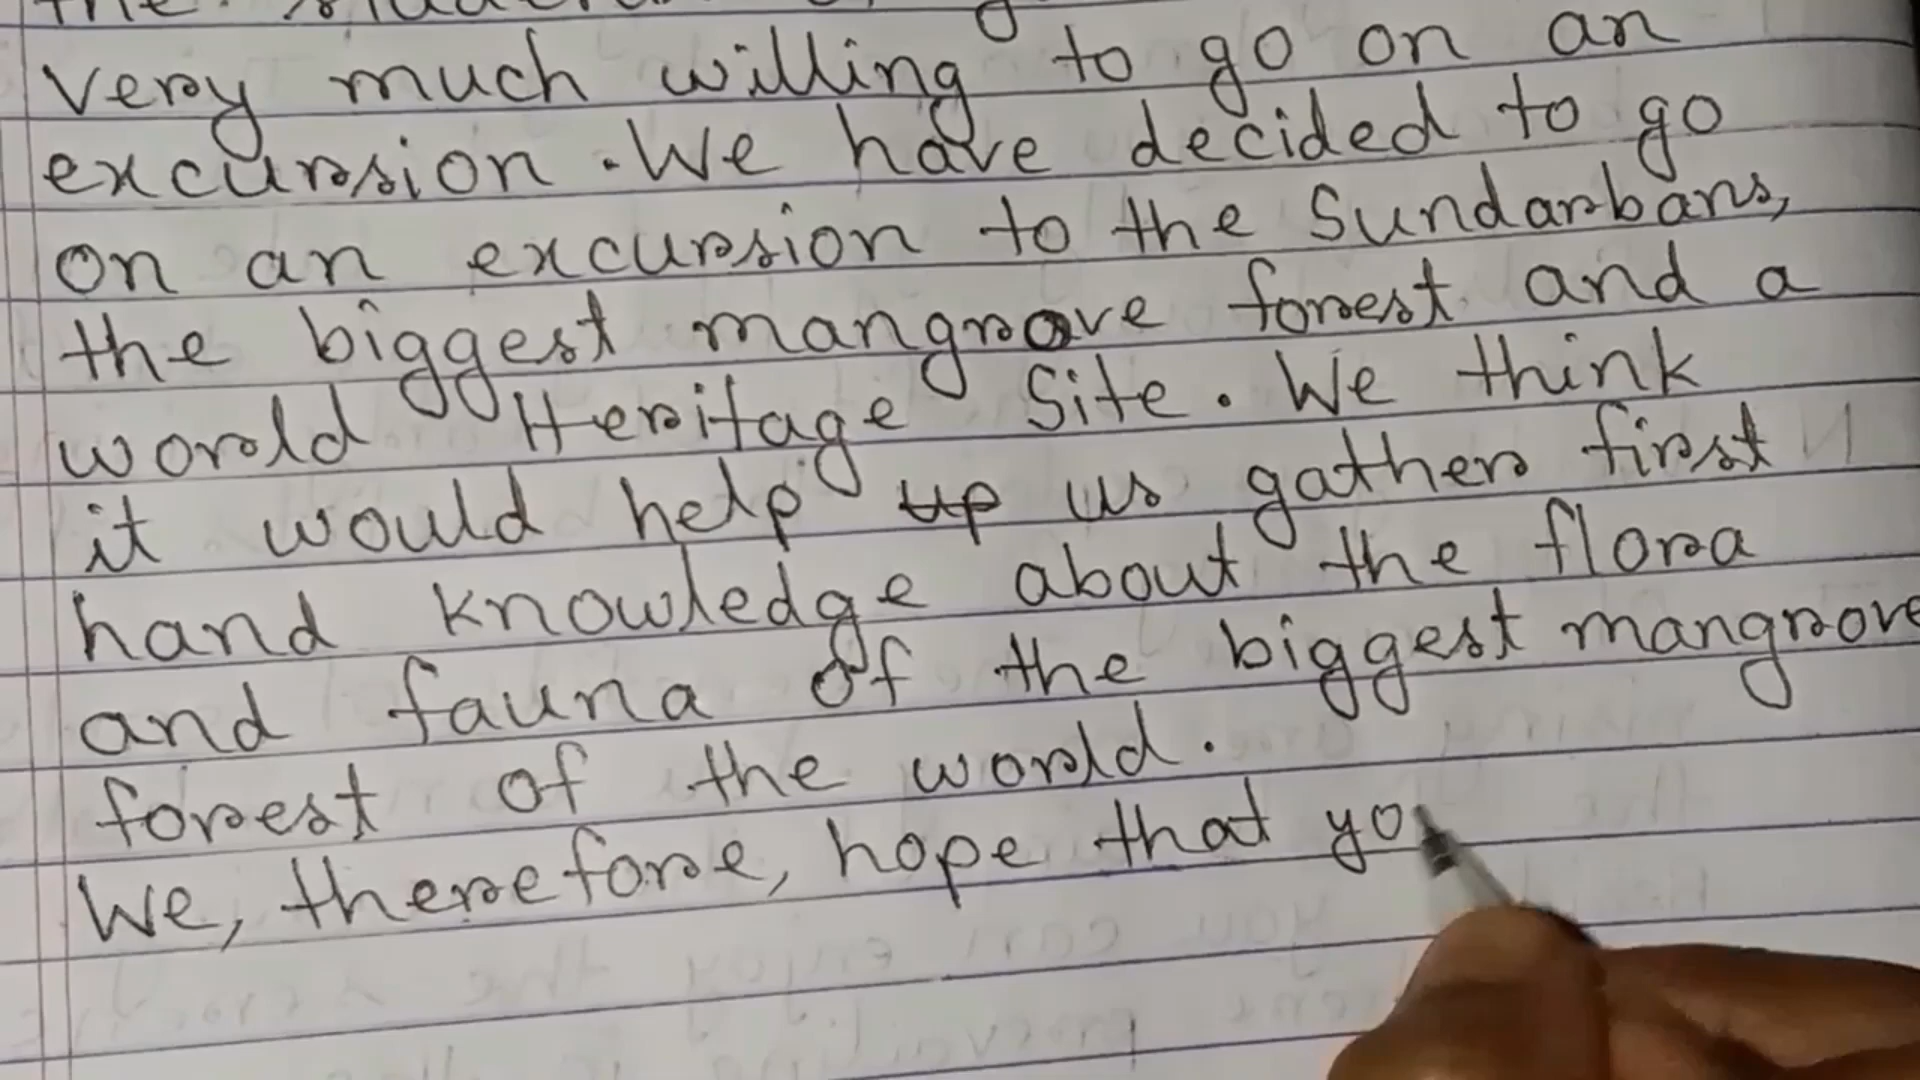 very much willing to go on an
excursion. We have decided to go
on an excursion to the Sundarbans,
the biggest mangrove forest and a
world Heritage Site. We think
it would help up us gather first
hand knowledge about the flora
and fauna of the biggest mangrove
forest of the world.
We, therefore, hope that yo